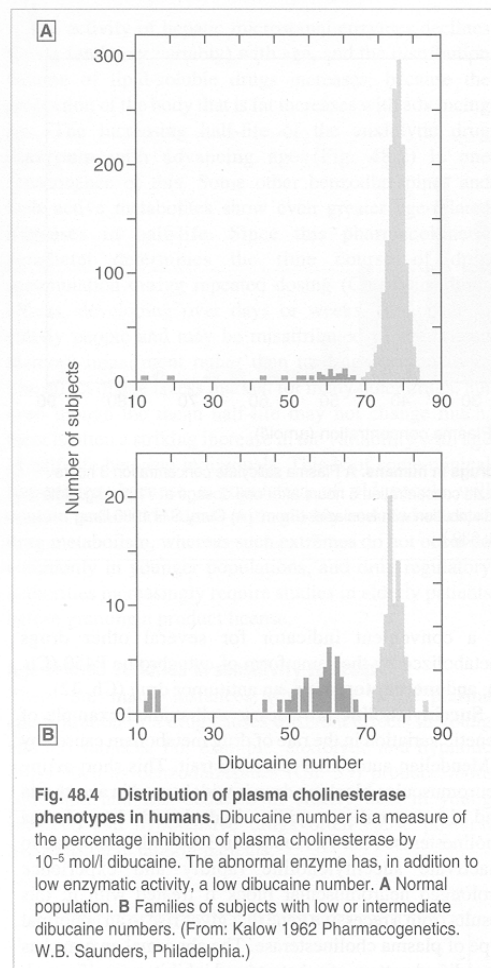 A
300
200
100
0
10 30 50 70 90
Number of subjects
20
10
0
10 30 50 70 90
B
Dibucaine number
Fig. 48.4 Distribution of plasma cholinesterase
phenotypes in humans. Dibucaine number is a measure of
the percentage inhibition of plasma cholinesterase by
10⁻⁵ mol/l dibucaine. The abnormal enzyme has, in addition to
low enzymatic activity, a low dibucaine number. A Normal
population. B Families of subjects with low or intermediate
dibucaine numbers. (From: Kalow 1962 Pharmacogenetics.
W.B. Saunders, Philadelphia.)